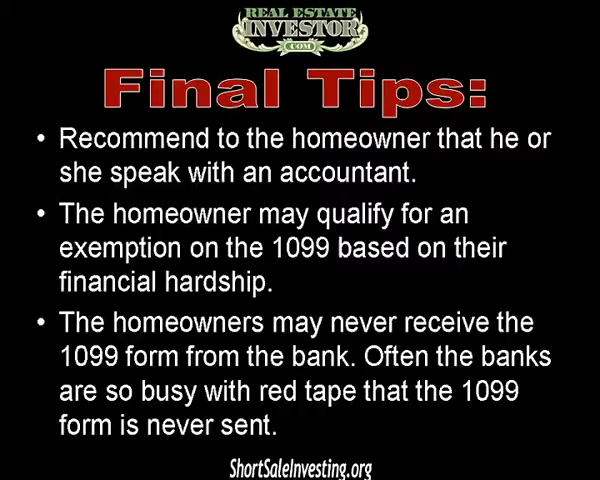 REAL ESTATE
INVESTOR
COM
Final Tips:
• Recommend to the homeowner that he or
she speak with an accountant.
• The homeowner may qualify for an
exemption on the 1099 based on their
financial hardship.
• The homeowners may never receive the
1099 form from the bank. Often the banks
are so busy with red tape that the 1099
form is never sent.
ShortSaleInvesting.org